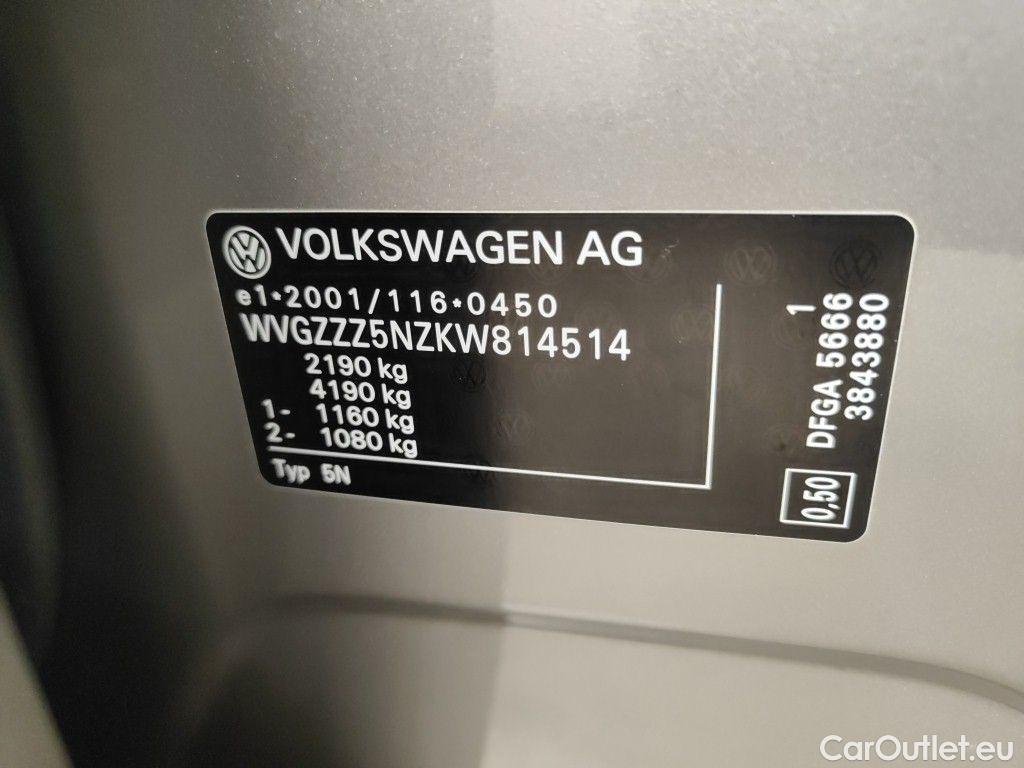 VOLKSWAGEN AG
e1*2001/116*0450
WVGZZZ5NZKW814514
2190 kg
4190 kg
1- 1160 kg
2- 1080 kg
Typ 5N
1
DFGA 5666
3843880
0,50
CarOutlet.eu